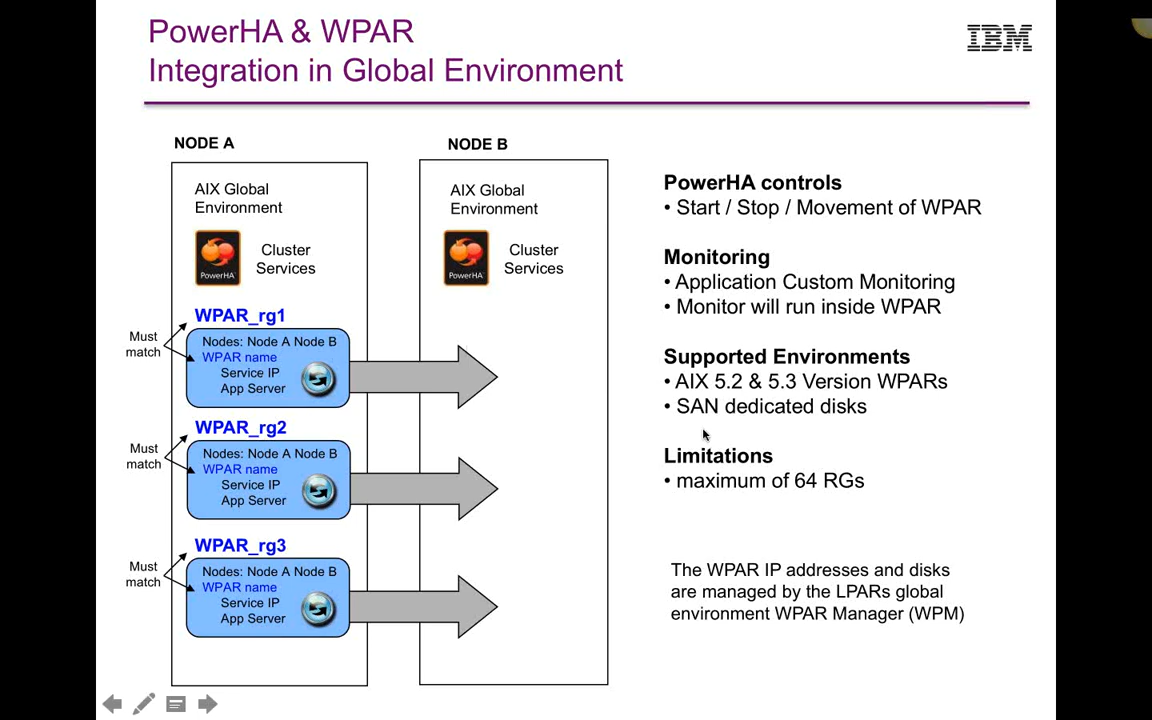 PowerHA & WPAR
Integration in Global Environment
IBM
NODE A
AIX Global
Environment
PowerHA
Cluster
Services
WPAR_rg1
Must
match
Nodes: Node A Node B
WPAR name
Service IP
App Server
WPAR_rg2
Must
match
Nodes: Node A Node B
WPAR name
Service IP
App Server
WPAR_rg3
Must
match
Nodes: Node A Node B
WPAR name
Service IP
App Server
NODE B
AIX Global
Environment
PowerHA
Cluster
Services
PowerHA controls
• Start / Stop / Movement of WPAR
Monitoring
• Application Custom Monitoring
• Monitor will run inside WPAR
Supported Environments
• AIX 5.2 & 5.3 Version WPARs
• SAN dedicated disks
Limitations
• maximum of 64 RGs
The WPAR IP addresses and disks
are managed by the LPARs global
environment WPAR Manager (WPM)